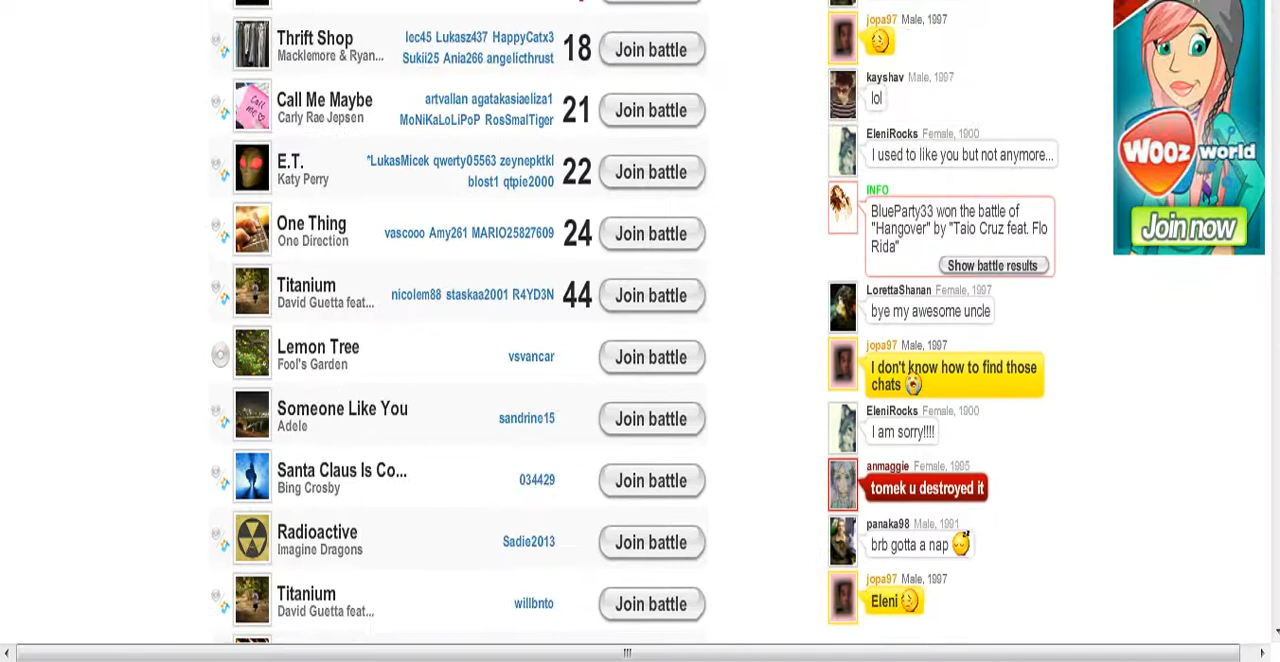 Thrift Shop
Macklemore & Ryan...
lec45 Lukasz437 HappyCatx3
Sukii25 Ania266 angelicthrust
18
Join battle
Call Me Maybe
Carly Rae Jepsen
artvallan agatakasiaeliza1
MoNiKaLoLiPoP RosSmalTiger
21
Join battle
E.T.
Katy Perry
*LukasMicek qwerty05563 zeynepktkl
blost1 qtpie2000
22
Join battle
One Thing
One Direction
vascooo Amy261 MARIO25827609
24
Join battle
Titanium
David Guetta feat...
nicolem88 staskaa2001 R4YD3N
44
Join battle
Lemon Tree
Fool's Garden
vsvancar
Join battle
Someone Like You
Adele
sandrine15
Join battle
Santa Claus Is Co...
Bing Crosby
034429
Join battle
Radioactive
Imagine Dragons
Sadie2013
Join battle
Titanium
David Guetta feat...
willbnto
Join battle
jopa97 Male, 1997
kayshav Male, 1997
lol
EleniRocks Female, 1900
I used to like you but not anymore...
INFO
BlueParty33 won the battle of
"Hangover" by "Taio Cruz feat. Flo
Rida"
Show battle results
LorettaShanan Female, 1997
bye my awesome uncle
jopa97 Male, 1997
I don't know how to find those
chats
EleniRocks Female, 1900
I am sorry!!!!
anmaggie Female, 1995
tomek u destroyed it
panaka98 Male, 1991
brb gotta a nap
jopa97 Male, 1997
Eleni
WOOZ world
Join now